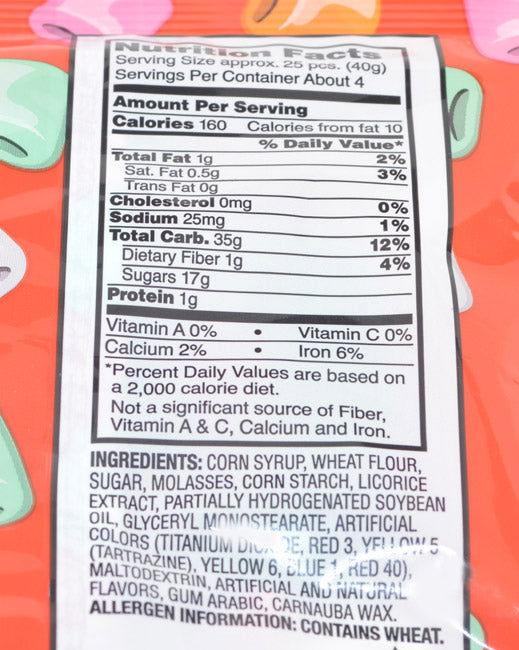 Nutrition Facts
Serving Size approx. 25 pcs. (40g)
Servings Per Container About 4
Amount Per Serving
Calories 160 Calories from fat 10
% Daily Value*
Total Fat 1g 2%
Sat. Fat 0.5g 3%
Trans Fat 0g
Cholesterol 0mg 0%
Sodium 25mg 1%
Total Carb. 35g 12%
Dietary Fiber 1g 4%
Sugars 17g
Protein 1g
Vitamin A 0% • Vitamin C 0%
Calcium 2% • Iron 6%
*Percent Daily Values are based on
a 2,000 calorie diet.
Not a significant source of Fiber,
Vitamin A & C, Calcium and Iron.
INGREDIENTS: CORN SYRUP, WHEAT FLOUR,
SUGAR, MOLASSES, CORN STARCH, LICORICE
EXTRACT, PARTIALLY HYDROGENATED SOYBEAN
OIL, GLYCERYL MONOSTEARATE, ARTIFICIAL
COLORS (TITANIUM DIOXIDE, RED 3, YELLOW 5
(TARTRAZINE), YELLOW 6, BLUE 1, RED 40),
MALTODEXTRIN, ARTIFICIAL AND NATURAL
FLAVORS, GUM ARABIC, CARNAUBA WAX.
ALLERGEN INFORMATION: CONTAINS WHEAT.